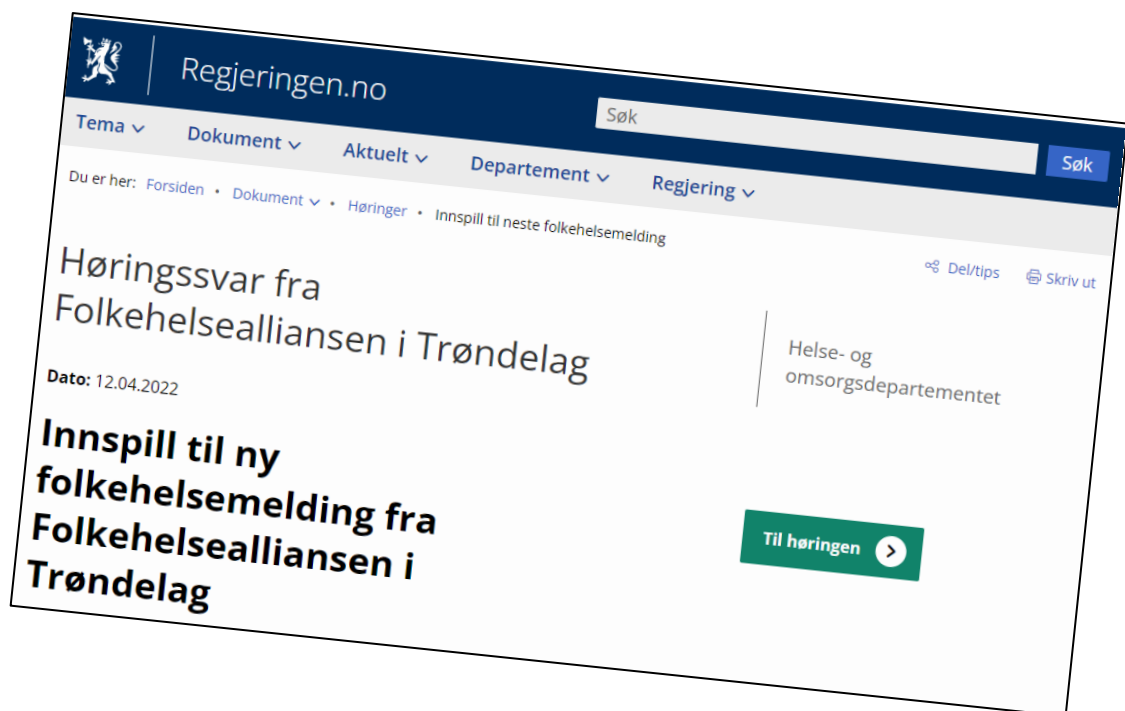 Regjeringen.no
Søk
Søk
Tema
Dokument
Aktuelt
Departement
Regjering
Du er her: Forsiden • Dokument • Høringer • Innspill til neste folkehelsemelding
Del/tips
Skriv ut
Høringssvar fra
Folkehelsealliansen i Trøndelag
Helse- og
omsorgsdepartementet
Dato: 12.04.2022
Innspill til ny
folkehelsemelding fra
Folkehelsealliansen i
Trøndelag
Til høringen